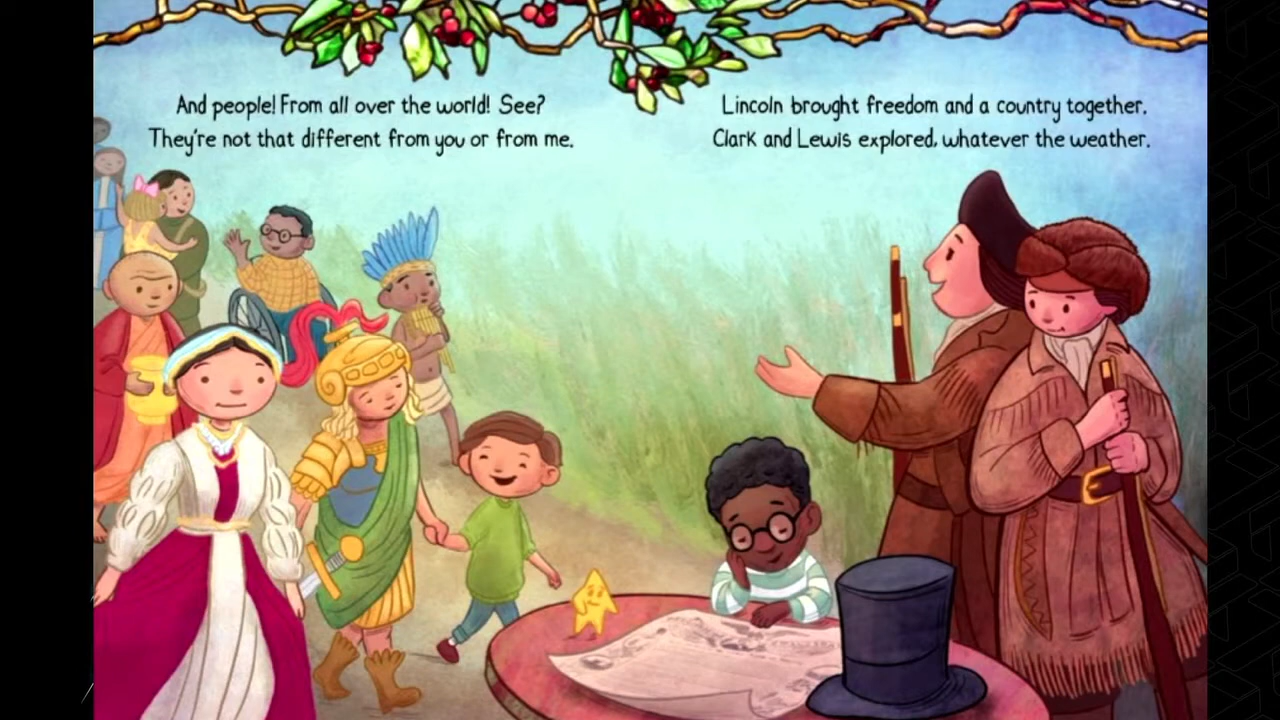 And people! From all over the world! See?
They're not that different from you or from me.
Lincoln brought freedom and a country together.
Clark and Lewis explored, whatever the weather.